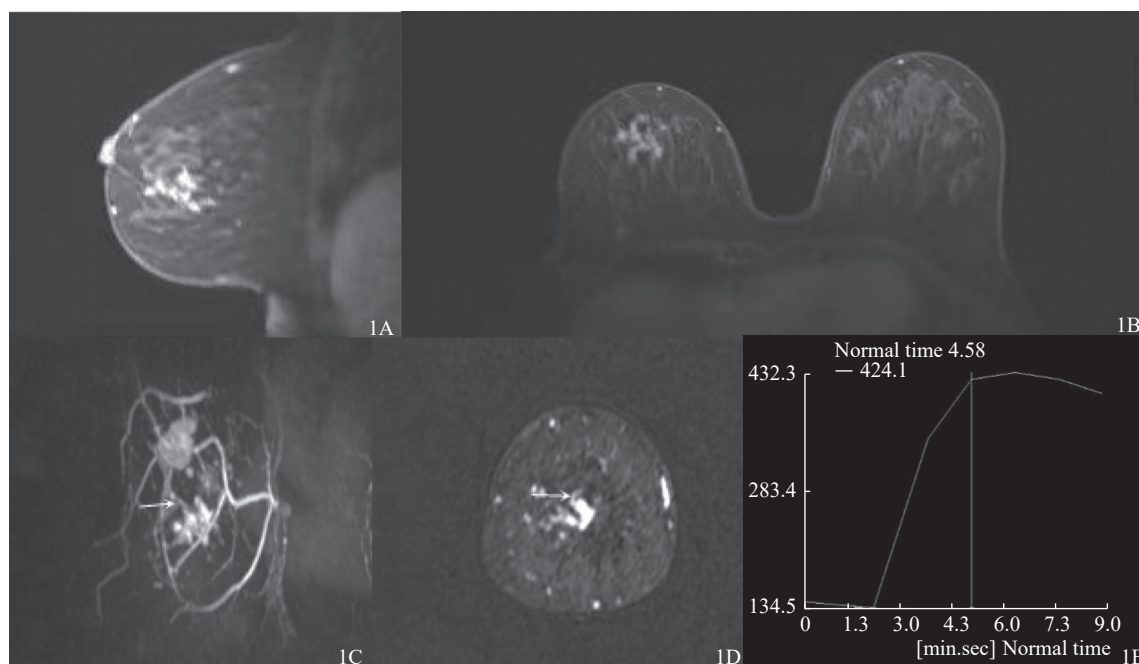 1A
1B
1C
1D
Normal time 4.58
— 424.1
432.3
283.4
134.5
0 1.3 3.0 4.3 6.0 7.3 9.0
[min.sec] Normal time
1E